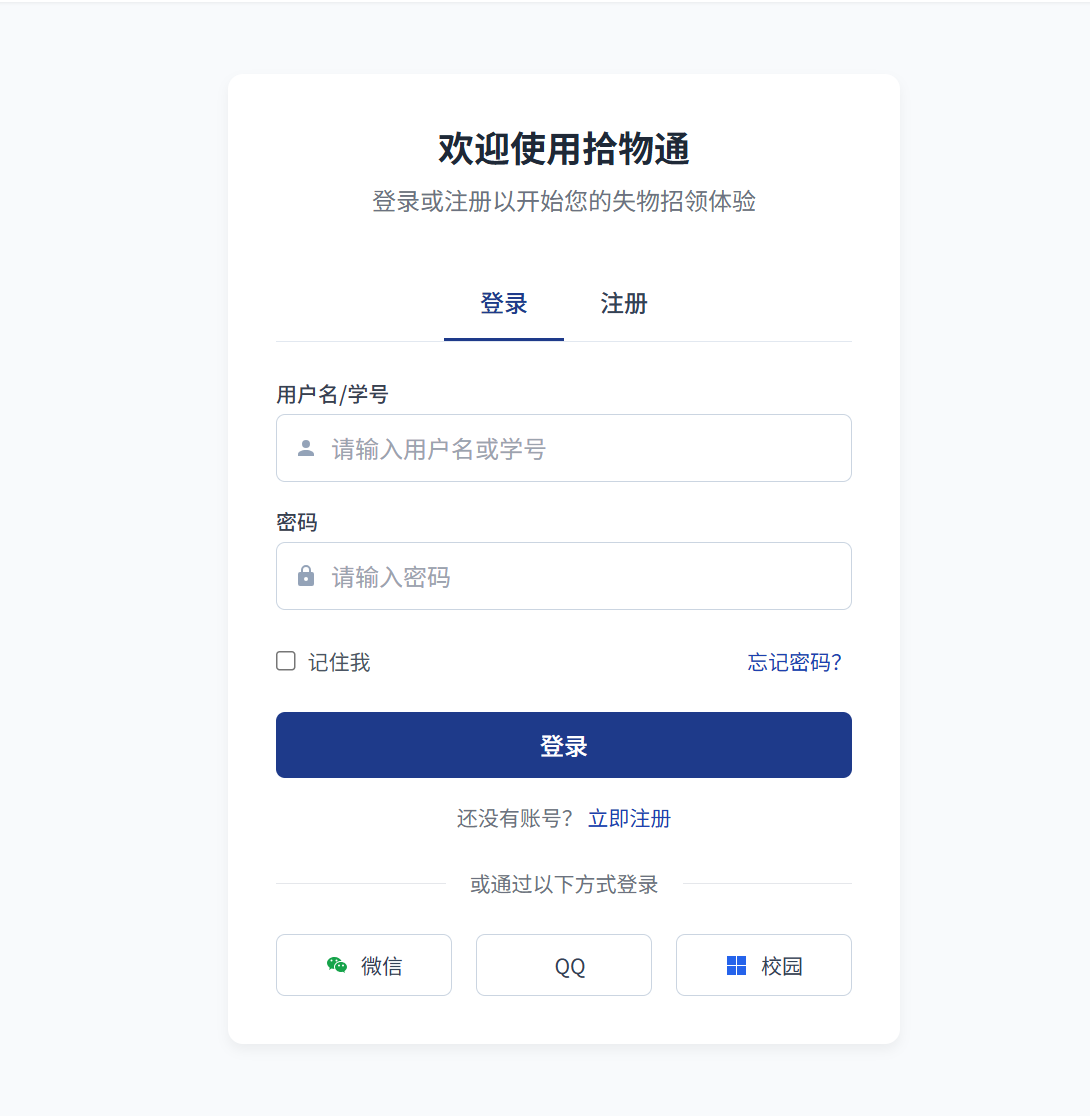 欢迎使用拾物通
登录或注册以开始您的失物招领体验
登录 注册
用户名/学号
请输入用户名或学号
密码
请输入密码
记住我 忘记密码?
登录
还没有账号? 立即注册
或通过以下方式登录
微信 QQ 校园